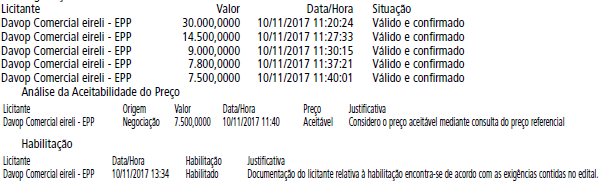 Licitante Valor Data/Hora Situação
Davop Comercial eireli - EPP 30.000,0000 10/11/2017 11:20:24 Válido e confirmado
Davop Comercial eireli - EPP 14.500,0000 10/11/2017 11:27:33 Válido e confirmado
Davop Comercial eireli - EPP 9.000,0000 10/11/2017 11:30:15 Válido e confirmado
Davop Comercial eireli - EPP 7.800,0000 10/11/2017 11:37:21 Válido e confirmado
Davop Comercial eireli - EPP 7.500,0000 10/11/2017 11:40:01 Válido e confirmado
Análise da Aceitabilidade do Preço
Licitante Origem Valor Data/Hora Preço Justificativa
Davop Comercial eireli - EPP Negociação 7.500,0000 10/11/2017 11:40 Aceitável Considero o preço aceitável mediante consulta do preço referencial
Habilitação
Licitante Data/Hora Habilitação Justificativa
Davop Comercial eireli - EPP 10/11/2017 13:34 Habilitado Documentação do licitante relativa à habilitação encontra-se de acordo com as exigências contidas no edital.